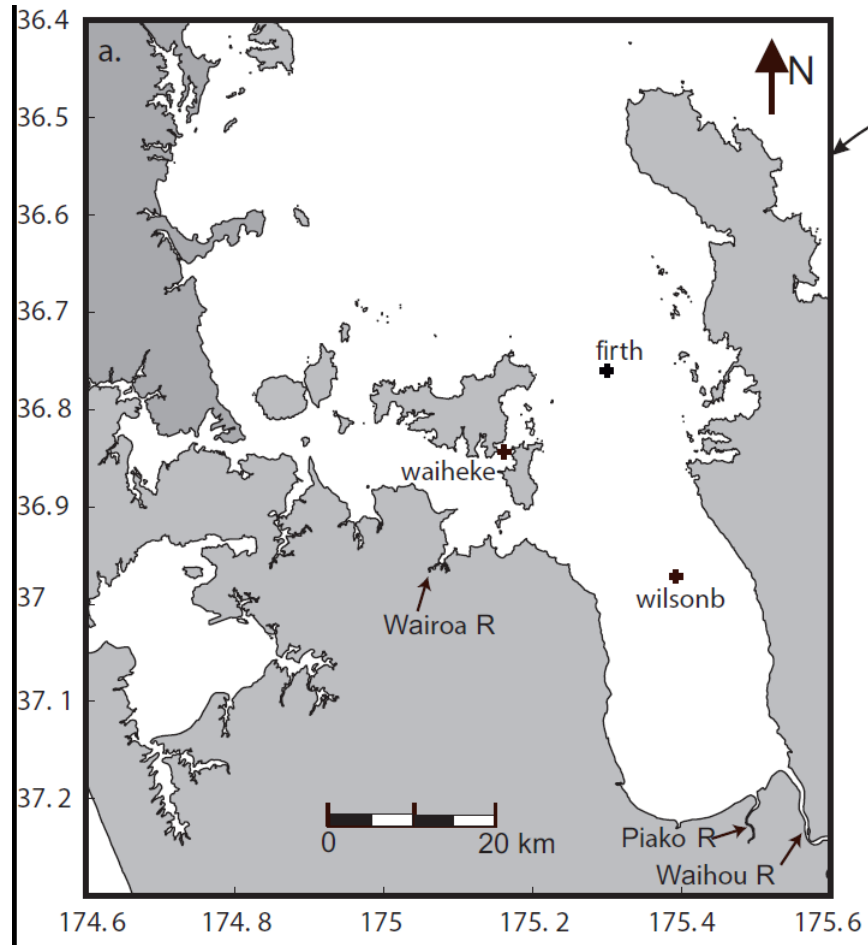 36.4
a.
N
36.5
36.6
36.7
firth
36.8
waiheke
36.9
wilsonb
37
Wairoa R
37.1
37.2
0 20 km
Piako R
Waihou R
174.6 174.8 175 175.2 175.4 175.6